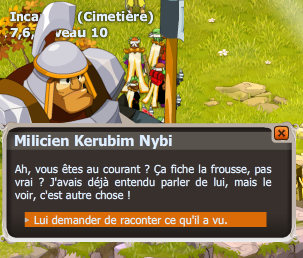 Inca (Cimetière)
7,6, veau 10
Milicien Kerubim Nybi
Ah, vous êtes au courant ? Ça fiche la frousse, pas
vrai ? J'avais déjà entendu parler de lui, mais le
voir, c'est autre chose !
Lui demander de raconter ce qu'il a vu.